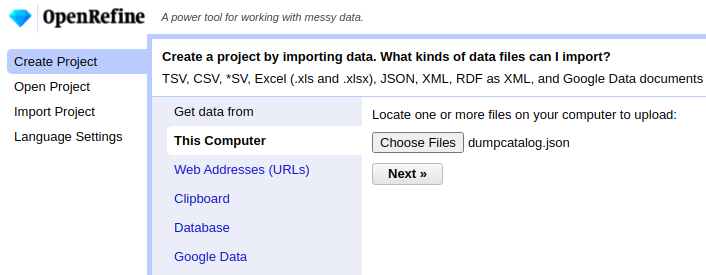 OpenRefine A power tool for working with messy data.
Create Project
Open Project
Import Project
Language Settings
Create a project by importing data. What kinds of data files can I import?
TSV, CSV, *SV, Excel (.xls and .xlsx), JSON, XML, RDF as XML, and Google Data documents
Get data from
This Computer
Web Addresses (URLs)
Clipboard
Database
Google Data
Locate one or more files on your computer to upload:
Choose Files dumpcatalog.json
Next »